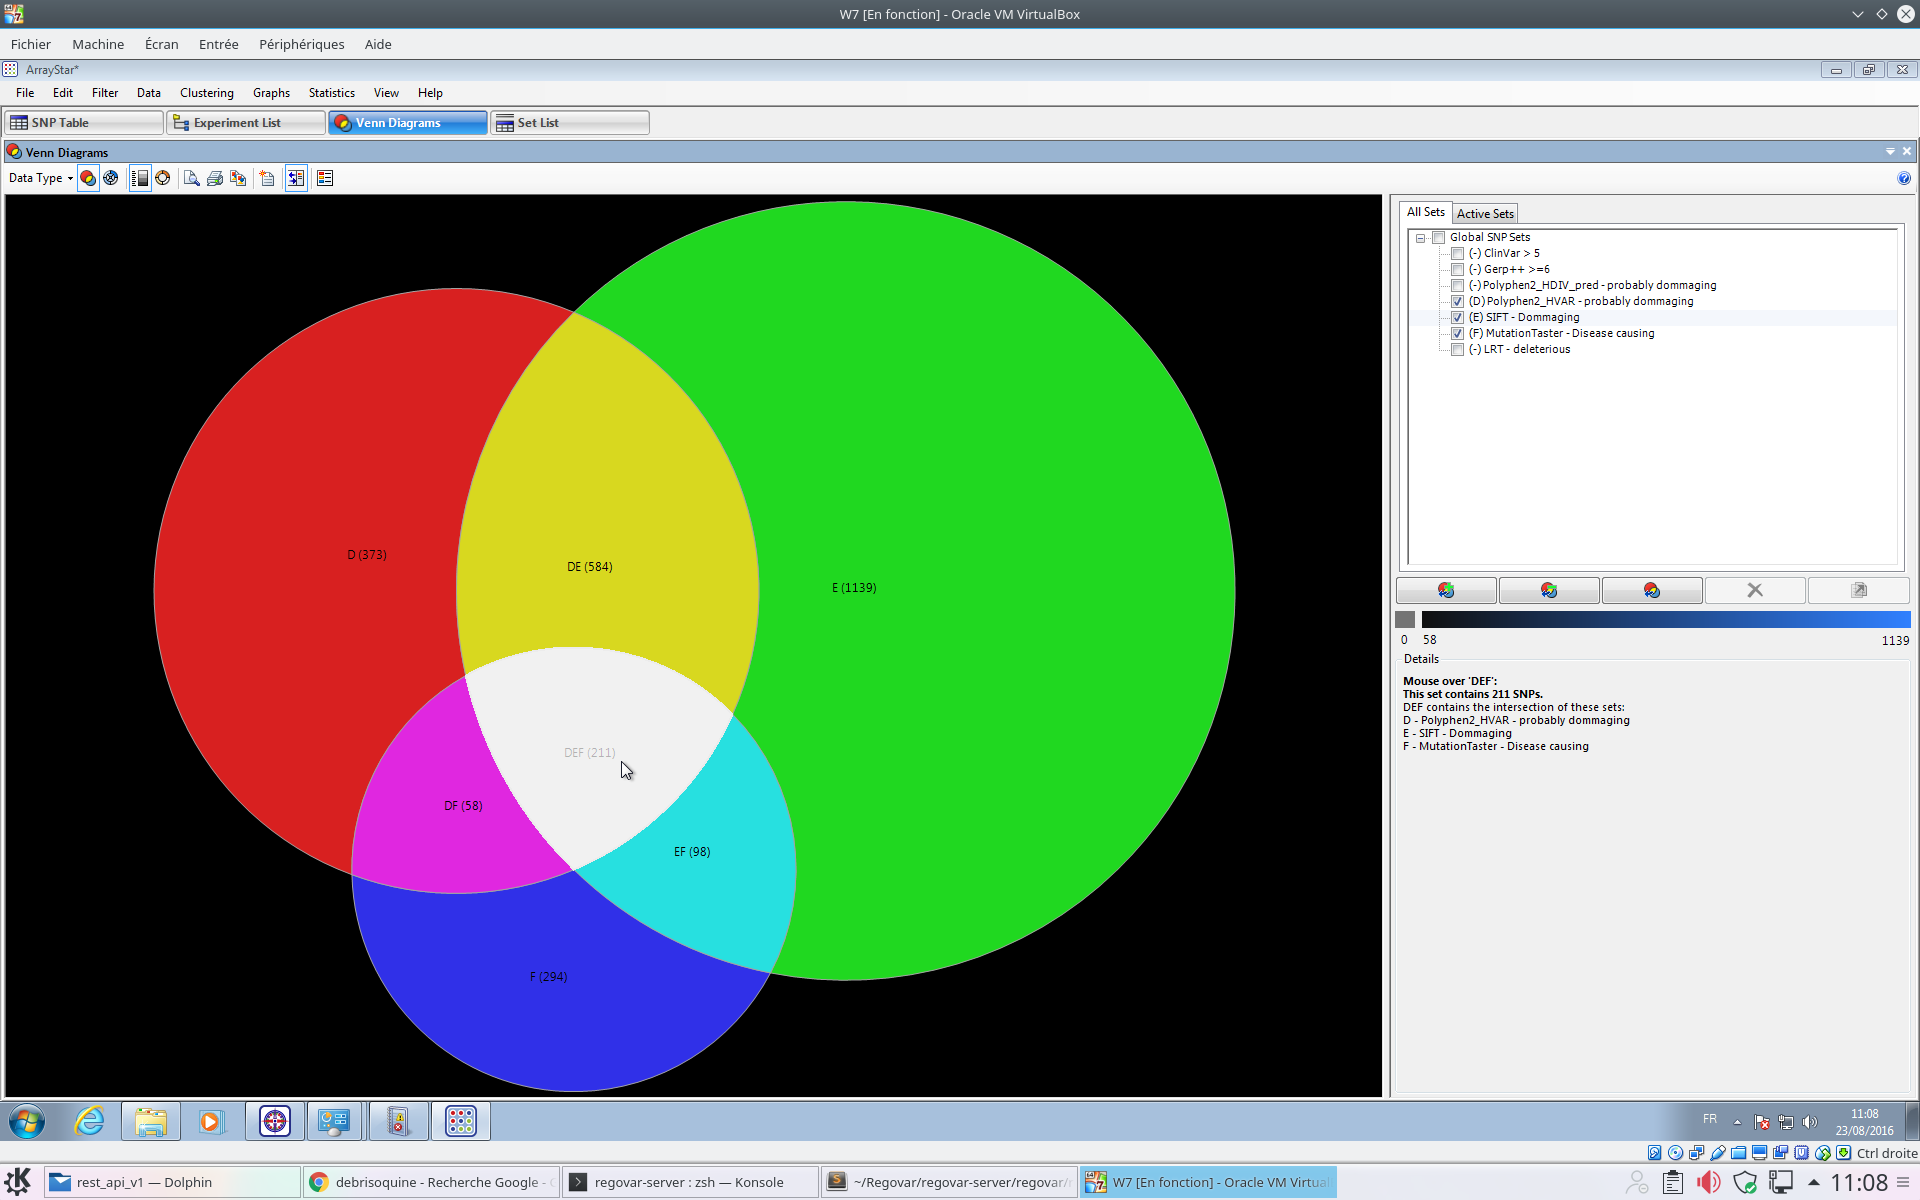 W7 [En fonction] - Oracle VM VirtualBox
Fichier Machine Écran Entrée Périphériques Aide
ArrayStar*
File Edit Filter Data Clustering Graphs Statistics View Help
SNP Table Experiment List Venn Diagrams Set List
Venn Diagrams
Data Type
D (373)
DE (584)
E (1139)
DEF (211)
DF (58)
EF (98)
F (294)
All Sets Active Sets
Global SNP Sets
(-) ClinVar > 5
(-) Gerp++ >=6
(-) Polyphen2_HDIV_pred - probably dommaging
(D) Polyphen2_HVAR - probably dommaging
(E) SIFT - Dommaging
(F) MutationTaster - Disease causing
(-) LRT - deleterious
0 58 1139
Details
Mouse over 'DEF':
This set contains 211 SNPs.
DEF contains the intersection of these sets:
D - Polyphen2_HVAR - probably dommaging
E - SIFT - Dommaging
F - MutationTaster - Disease causing
FR
11:08
23/08/2016
Ctrl droite
rest_api_v1 — Dolphin
debrisoquine - Recherche Google -
regovar-server : zsh — Konsole
~/Regovar/regovar-server/regovar/
W7 [En fonction] - Oracle VM Virtual
11:08